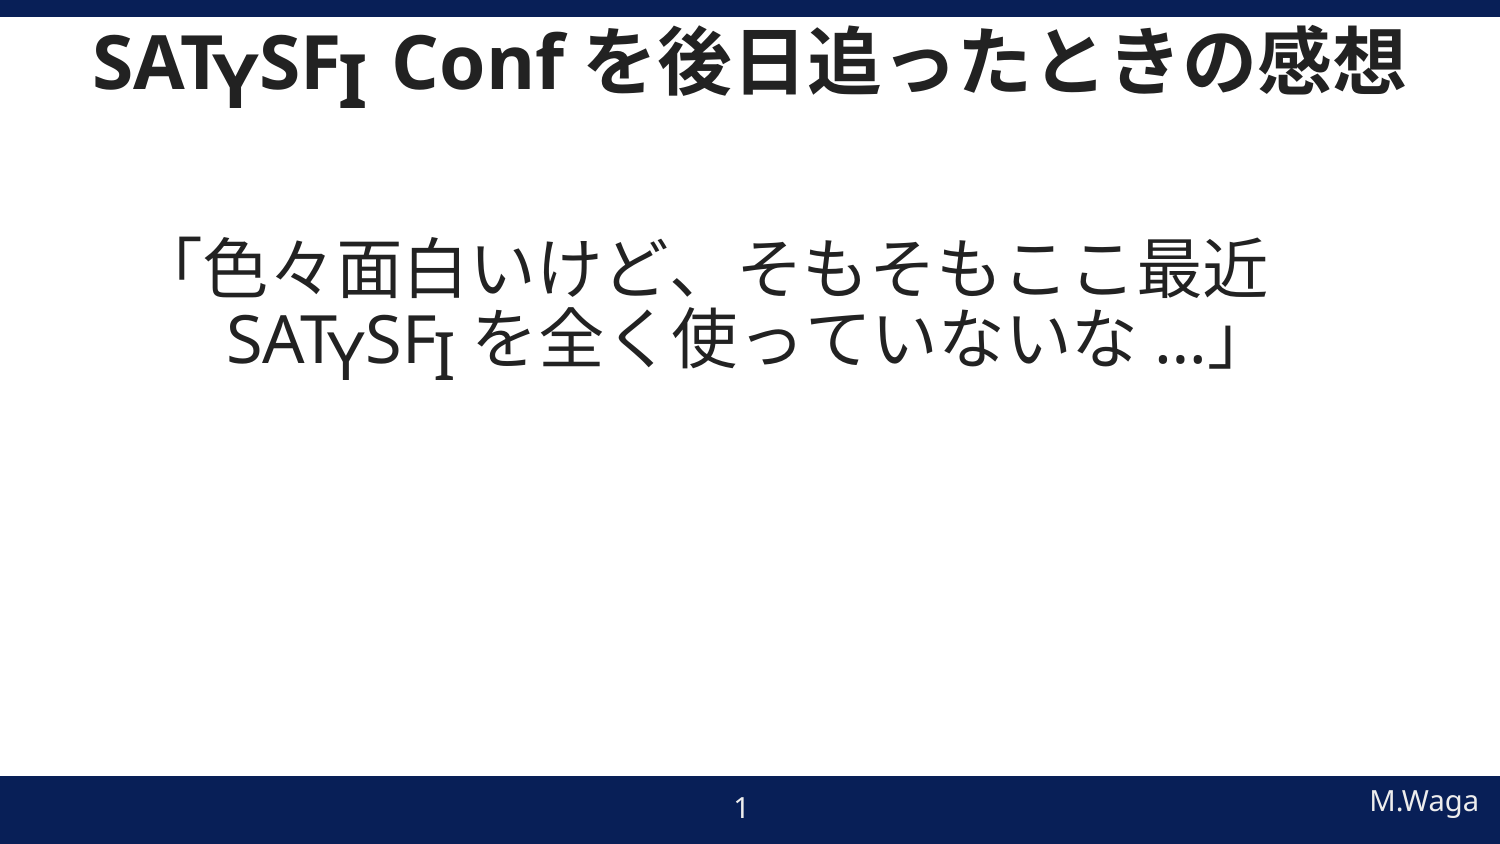 SATYSFI Conf を後日追ったときの感想
「色々面白いけど、そもそもここ最近
SATYSFI を全く使っていないな ...」
1
M.Waga